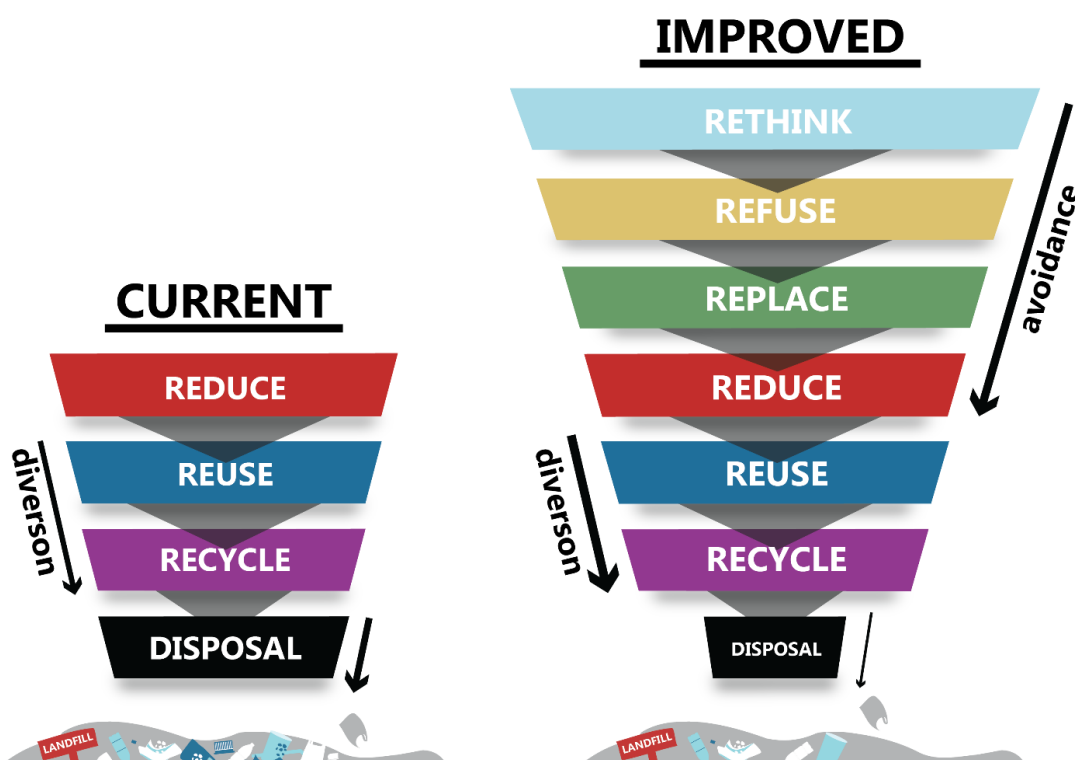 CURRENT
REDUCE
REUSE
RECYCLE
DISPOSAL
diverson
LANDFILL
IMPROVED
RETHINK
REFUSE
REPLACE
REDUCE
REUSE
RECYCLE
DISPOSAL
avoidance
diverson
LANDFILL